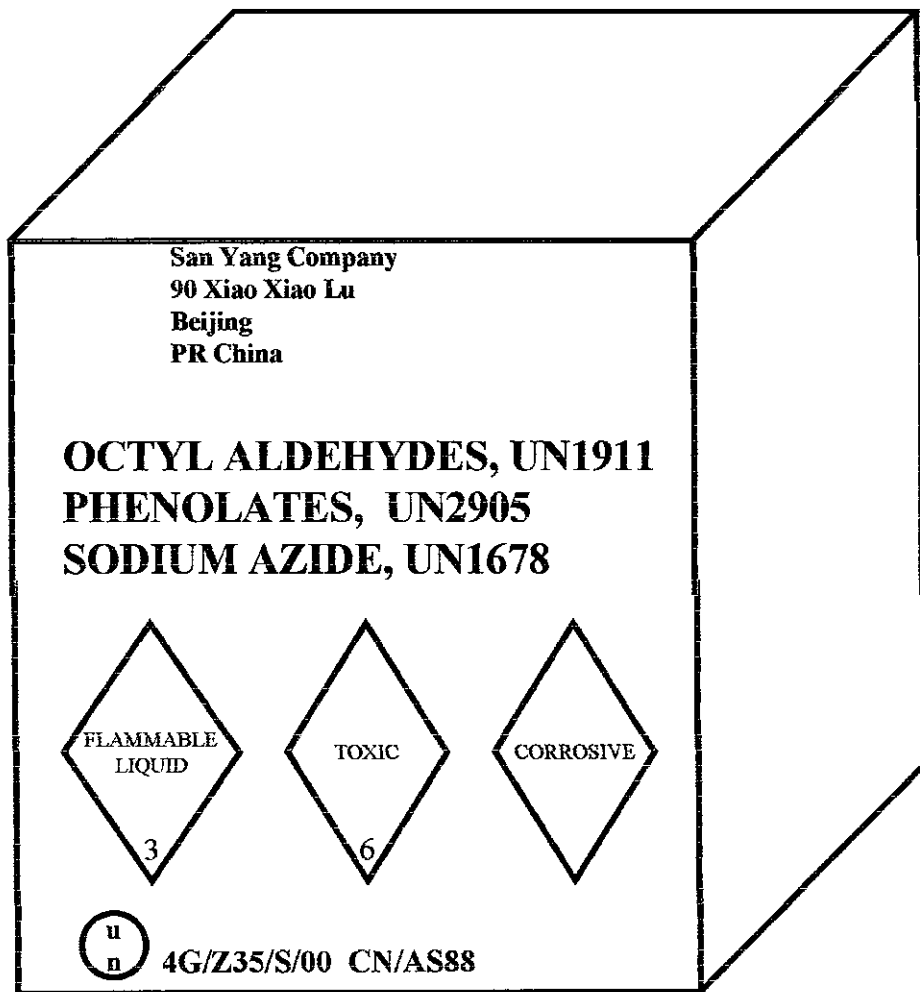 San Yang Company
90 Xiao Xiao Lu
Beijing
PR China
OCTYL ALDEHYDES, UN1911
PHENOLATES, UN2905
SODIUM AZIDE, UN1678
FLAMMABLE
LIQUID
3
TOXIC
6
CORROSIVE
u
n
4G/Z35/S/00 CN/AS88